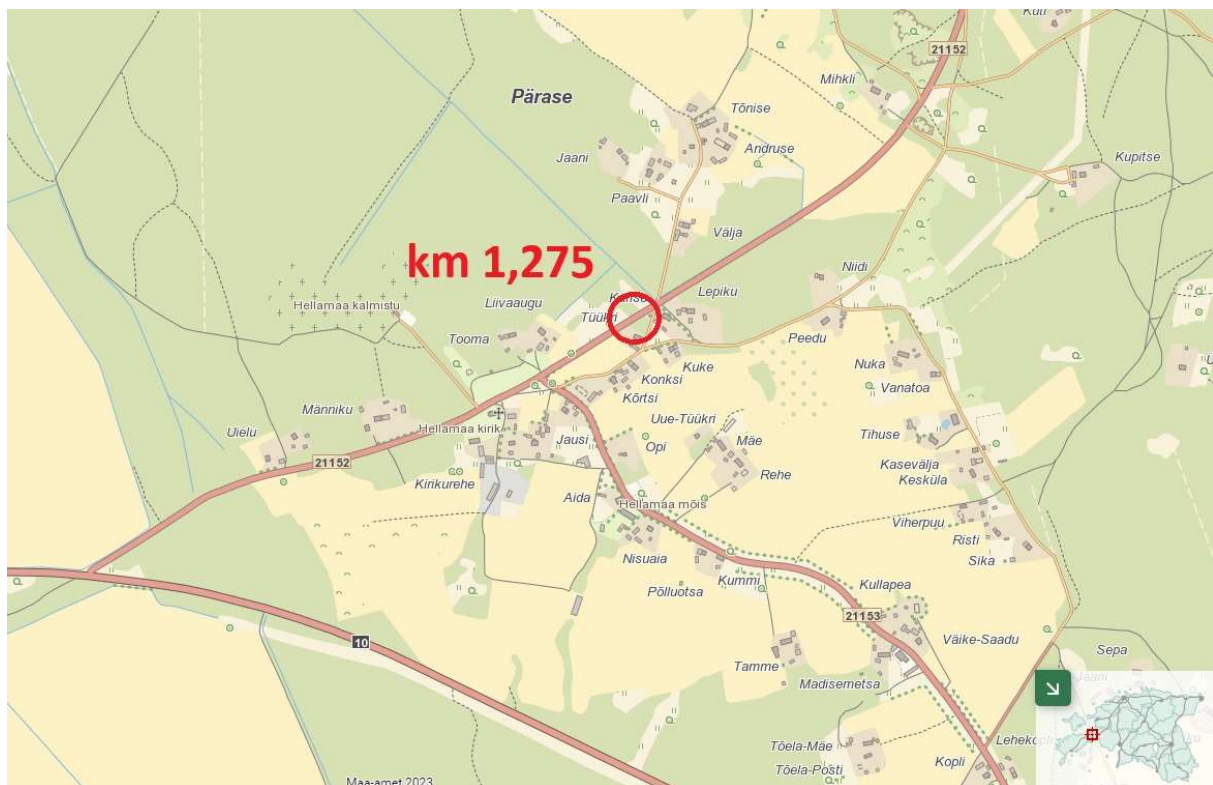 Kuti
21152
Mihkli
Pärase
Tõnise
Andruse
Jaani
Kupitse
Paavli
Välja
km 1,275
Niidi
Lepiku
Liivaaugu
Hellamaa kalmistu
Tüükri
Tooma
Peedu
Kuke
Nuka
Konksi
Vanatoa
Kõrtsi
Männiku
Uue-Tüükri
Hellamaa kirik
Uielu
Jausi
Opi
Mäe
Tihuse
21152
Kasevälja
Rehe
Kesküla
Kirikurehe
Aida
Hellamaa mõis
Viherpuu
Risti
Nisuaia
Sika
Kummi
Kullapea
Põlluotsa
21153
10
Väike-Saadu
Sepa
Tamme
Jaani
Madisemetsa
Tõela-Mäe
Kopli
Tõela-Posti
Maa-amet 2023